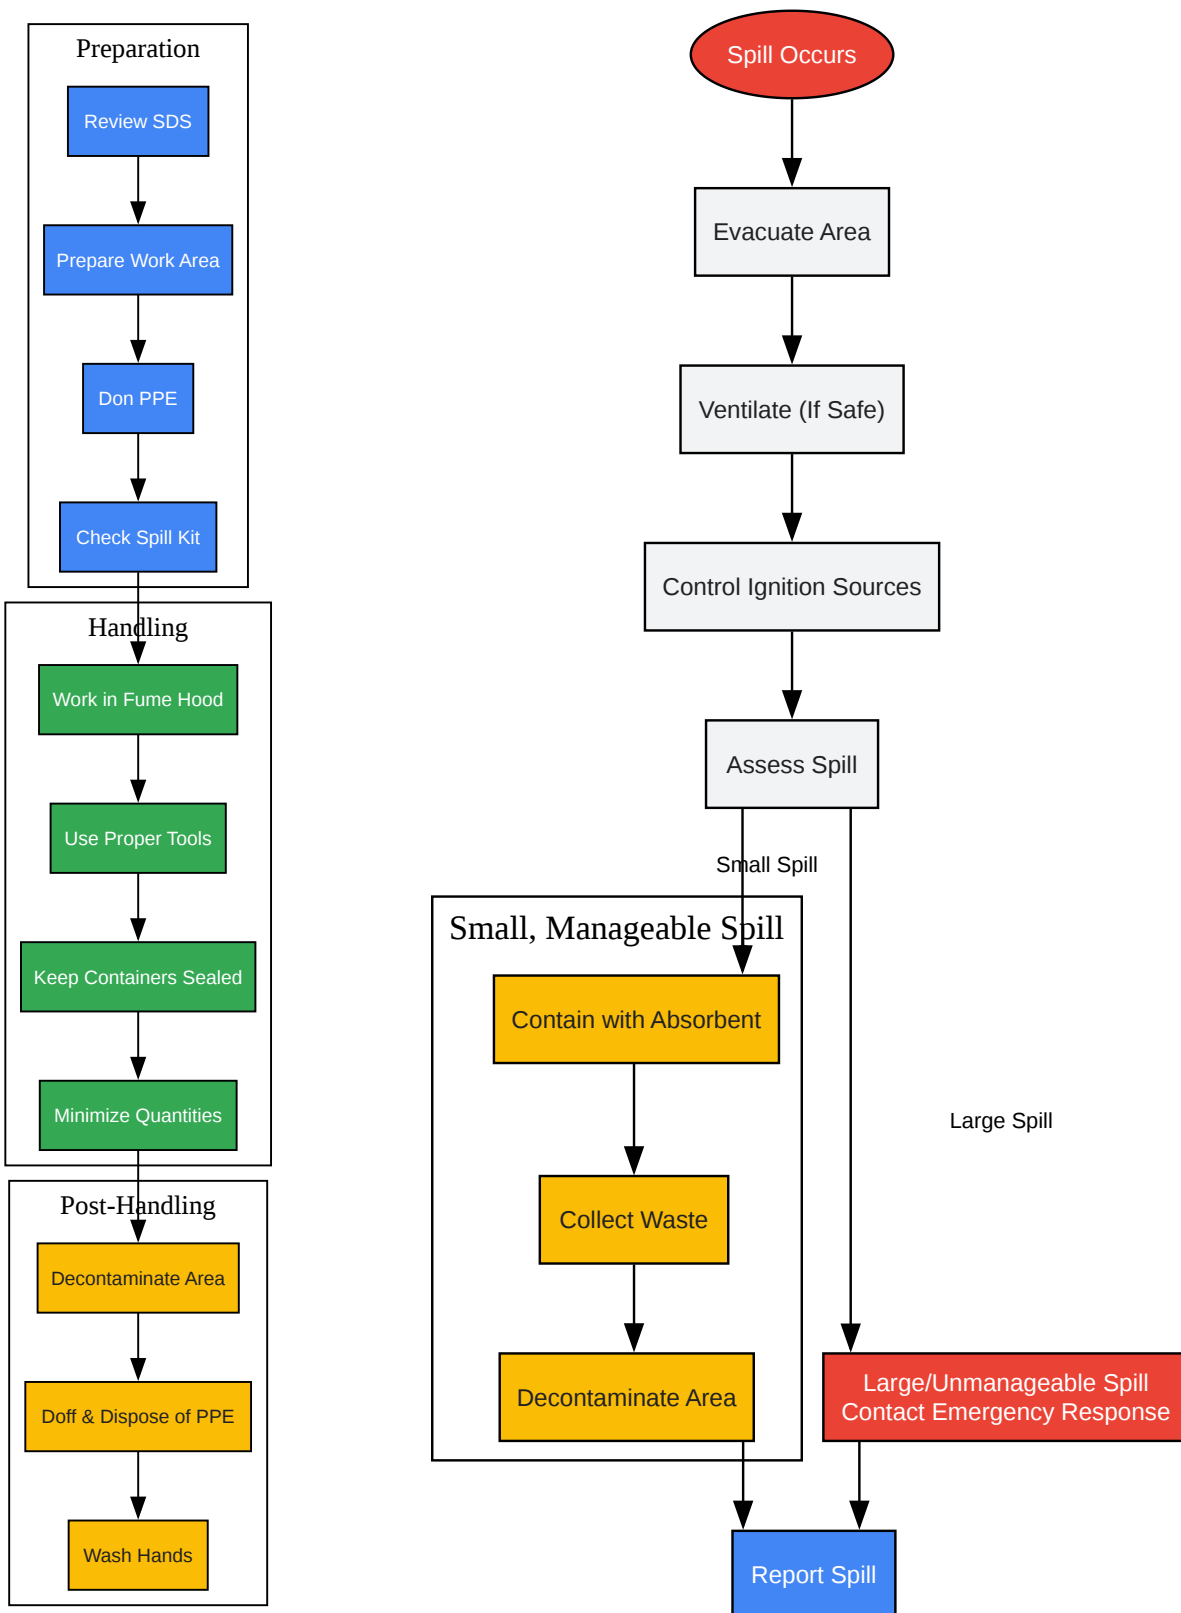 Preparation
Review SDS
Prepare Work Area
Don PPE
Check Spill Kit
Handling
Work in Fume Hood
Use Proper Tools
Keep Containers Sealed
Minimize Quantities
Post-Handling
Decontaminate Area
Doff & Dispose of PPE
Wash Hands
Spill Occurs
Evacuate Area
Ventilate (If Safe)
Control Ignition Sources
Assess Spill
Small Spill
Small, Manageable Spill
Contain with Absorbent
Collect Waste
Decontaminate Area
Large Spill
Large/Unmanageable Spill
Contact Emergency Response
Report Spill